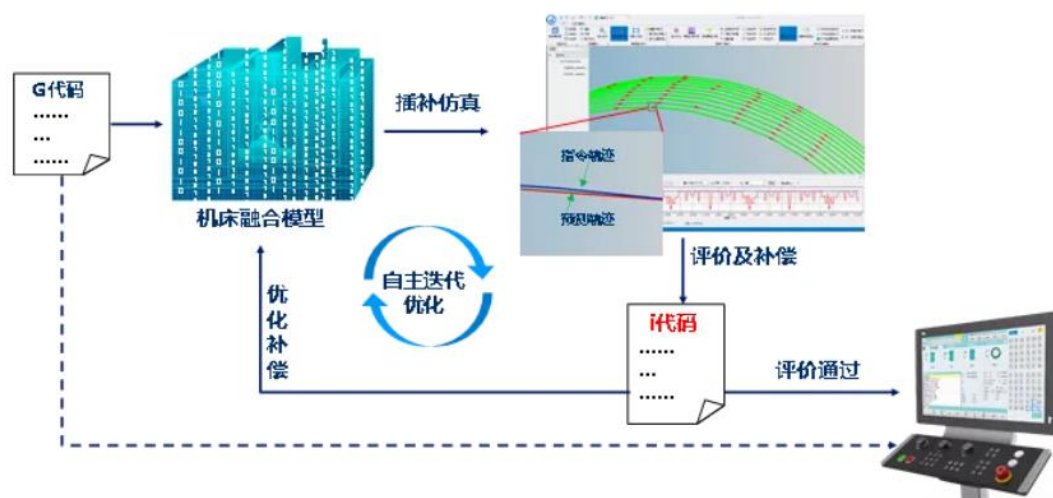 G代码
……
…
……
机床融合模型
插补仿真
指令轨迹
预测轨迹
评价及补偿
自主迭代
优化
优化补偿
i代码
……
…
……
评价通过